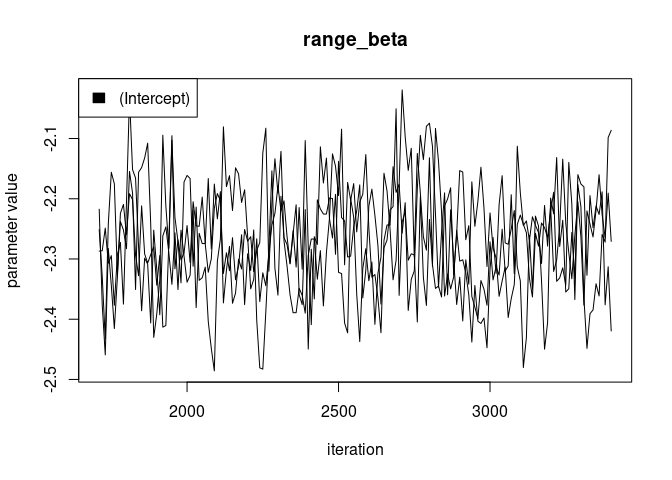 range_beta
(Intercept)
parameter value
-2.1
-2.2
-2.3
-2.4
-2.5
2000
2500
3000
iteration